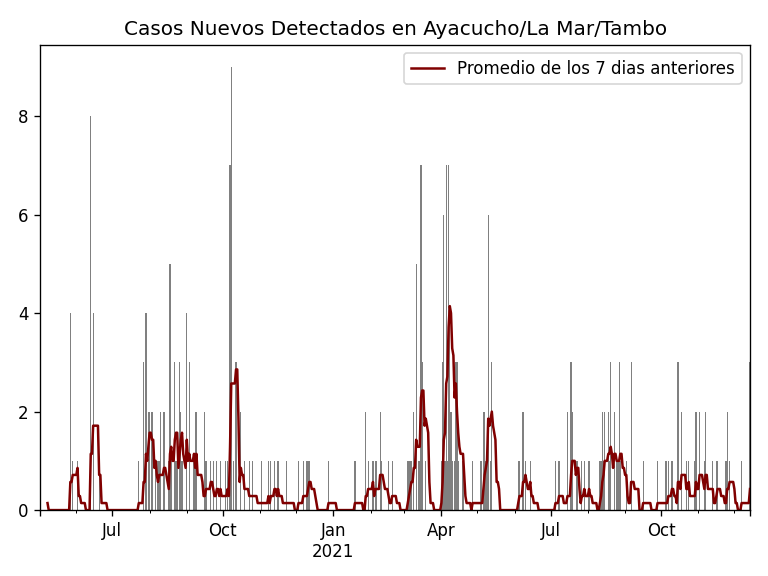 Casos Nuevos Detectados en Ayacucho/La Mar/Tambo
Promedio de los 7 dias anteriores
8
6
4
2
0
Jul
Oct
Jan
2021
Apr
Jul
Oct